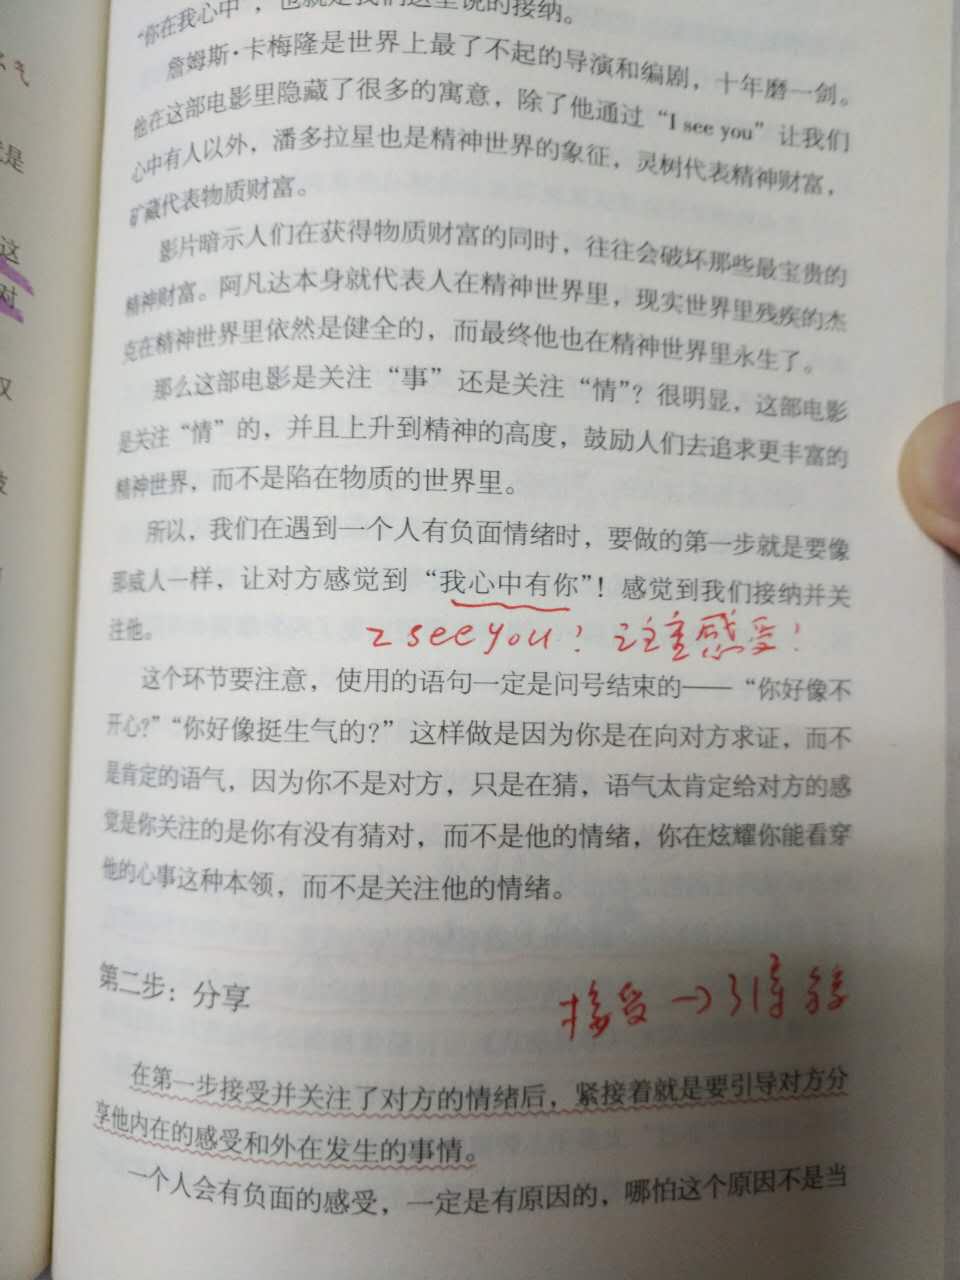 “你在我心中”，也就是我们这里说的接纳。
詹姆斯·卡梅隆是世界上最了不起的导演和编剧，十年磨一剑。
他在这部电影里隐藏了很多的寓意，除了他通过“I see you”让我们
心中有人以外，潘多拉星也是精神世界的象征，灵树代表精神财富，
矿藏代表物质财富。
影片暗示人们在获得物质财富的同时，往往会破坏那些最宝贵的
精神财富。阿凡达本身就代表人在精神世界里，现实世界里残疾的杰
克在精神世界里依然是健全的，而最终他也在精神世界里永生了。
那么这部电影是关注“事”还是关注“情”？很明显，这部电影
是关注“情”的，并且上升到精神的高度，鼓励人们去追求更丰富的
精神世界，而不是陷在物质的世界里。
所以，我们在遇到一个人有负面情绪时，要做的第一步就是要像
那威人一样，让对方感觉到“我心中有你”！感觉到我们接纳并关
注他。
I see you！注重感受！
这个环节要注意，使用的语句一定是问号结束的——“你好像不
开心？”“你好像挺生气的？”这样做是因为你是在向对方求证，而不
是肯定的语气，因为你不是对方，只是在猜，语气太肯定给对方的感
觉是你关注的是你有没有猜对，而不是他的情绪，你在炫耀你能看穿
他的心事这种本领，而不是关注他的情绪。
第二步：分享
接受→引导
在第一步接受并关注了对方的情绪后，紧接着就是要引导对方分
享他内在的感受和外在发生的事情。
一个人会有负面的感受，一定是有原因的，哪怕这个原因不是当
这
对